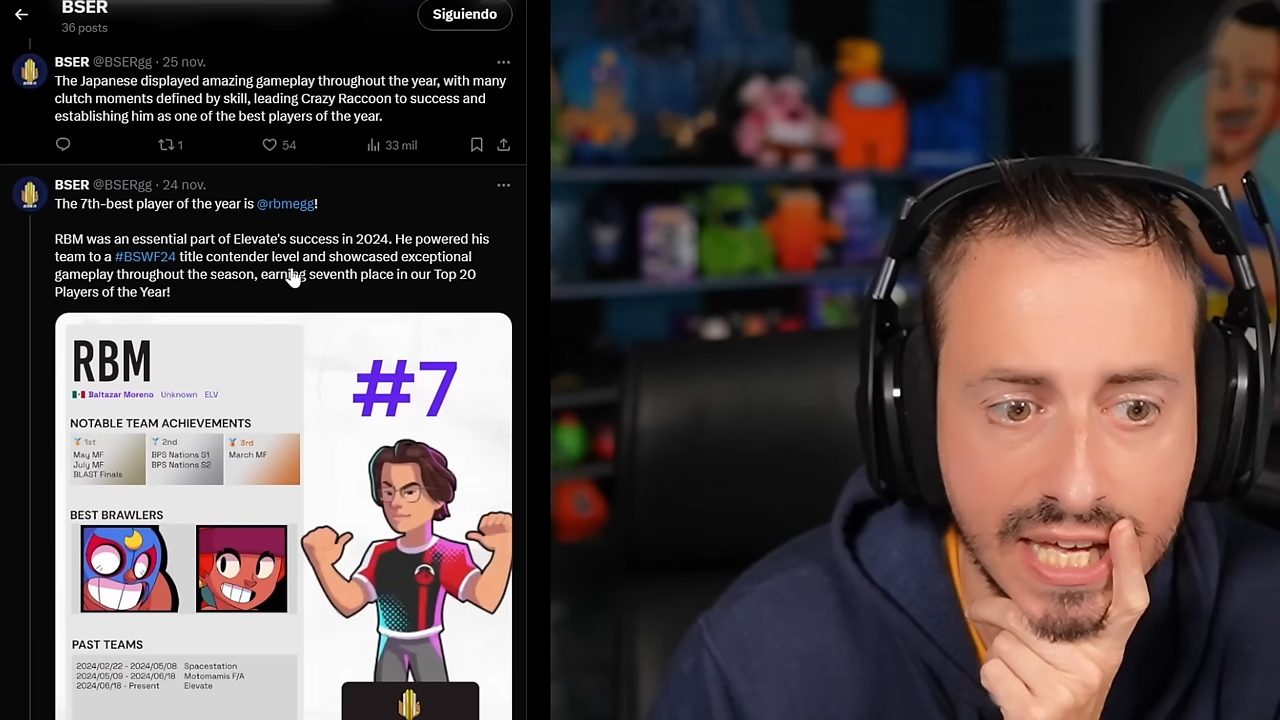 BSER
36 posts
Siguiendo
BSER @BSERgg · 25 nov.
The Japanese displayed amazing gameplay throughout the year, with many
clutch moments defined by skill, leading Crazy Raccoon to success and
establishing him as one of the best players of the year.
1
54
33 mil
BSER @BSERgg · 24 nov.
The 7th-best player of the year is @rbmegg!
RBM was an essential part of Elevate's success in 2024. He powered his
team to a #BSWF24 title contender level and showcased exceptional
gameplay throughout the season, earning seventh place in our Top 20
Players of the Year!
RBM
Baltazar Moreno Unknown ELV
#7
NOTABLE TEAM ACHIEVEMENTS
1st
May MF
July MF
BLAST Finals
2nd
BPS Nations S1
BPS Nations S2
3rd
March MF
BEST BRAWLERS
PAST TEAMS
2024/02/22 - 2024/05/08 Spacestation
2024/05/09 - 2024/06/18 Motomamis F/A
2024/06/18 - Present Elevate